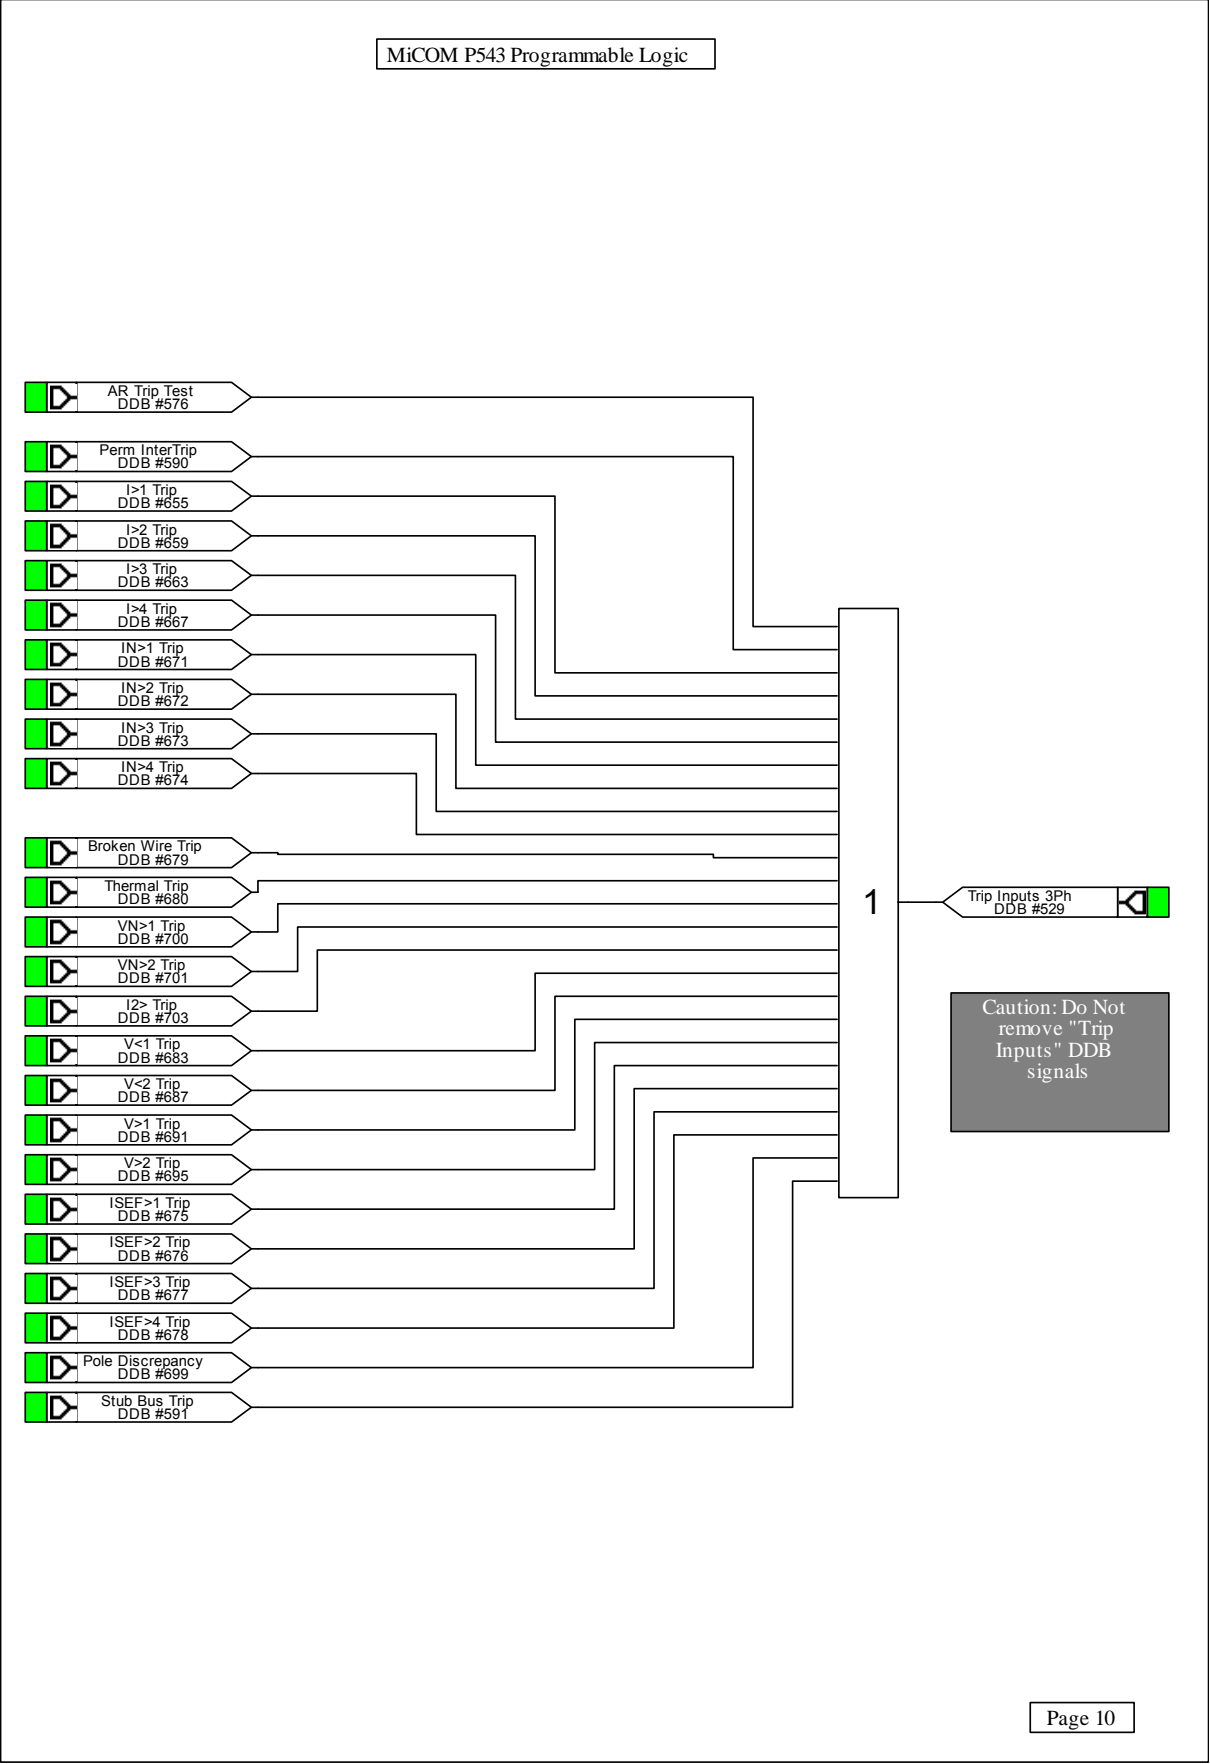 MiCOM P543 Programmable Logic
AR Trip Test
DDB #576
Perm InterTrip
DDB #590
I>1 Trip
DDB #655
I>2 Trip
DDB #659
I>3 Trip
DDB #663
I>4 Trip
DDB #667
IN>1 Trip
DDB #671
IN>2 Trip
DDB #672
IN>3 Trip
DDB #673
IN>4 Trip
DDB #674
Broken Wire Trip
DDB #679
Thermal Trip
DDB #680
VN>1 Trip
DDB #700
VN>2 Trip
DDB #701
I2> Trip
DDB #703
V<1 Trip
DDB #683
V<2 Trip
DDB #687
V>1 Trip
DDB #691
V>2 Trip
DDB #695
ISEF>1 Trip
DDB #675
ISEF>2 Trip
DDB #676
ISEF>3 Trip
DDB #677
ISEF>4 Trip
DDB #678
Pole Discrepancy
DDB #699
Stub Bus Trip
DDB #591
1
Trip Inputs 3Ph
DDB #529
Caution: Do Not
remove "Trip
Inputs" DDB
signals
Page 10